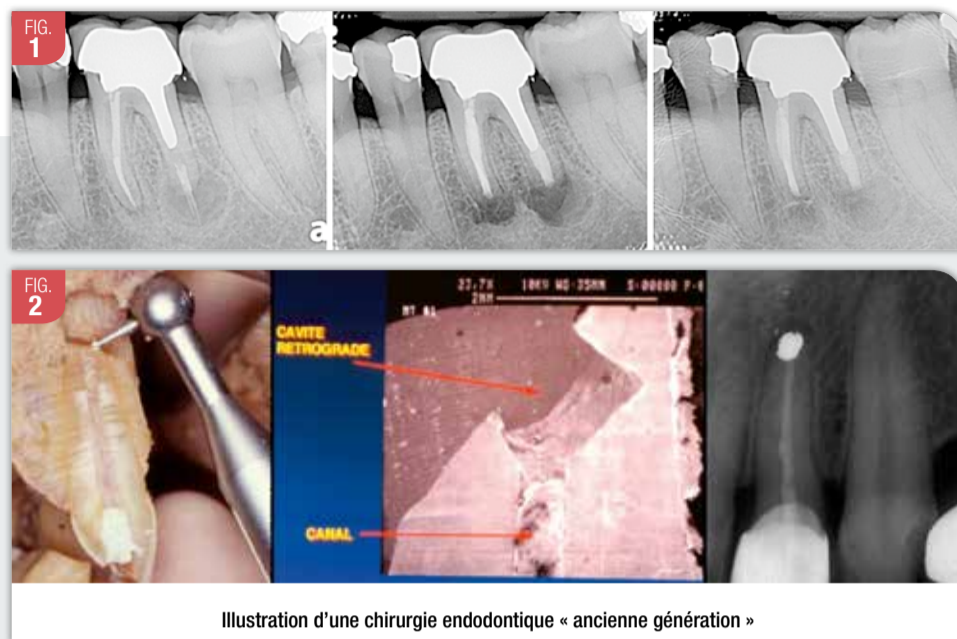 FIG.
1
a
FIG.
2
23.7X 10KV WD:35MM S:00000 P:
2MM
CAVITE
RETROGRADE
CANAL
Illustration d’une chirurgie endodontique « ancienne génération »